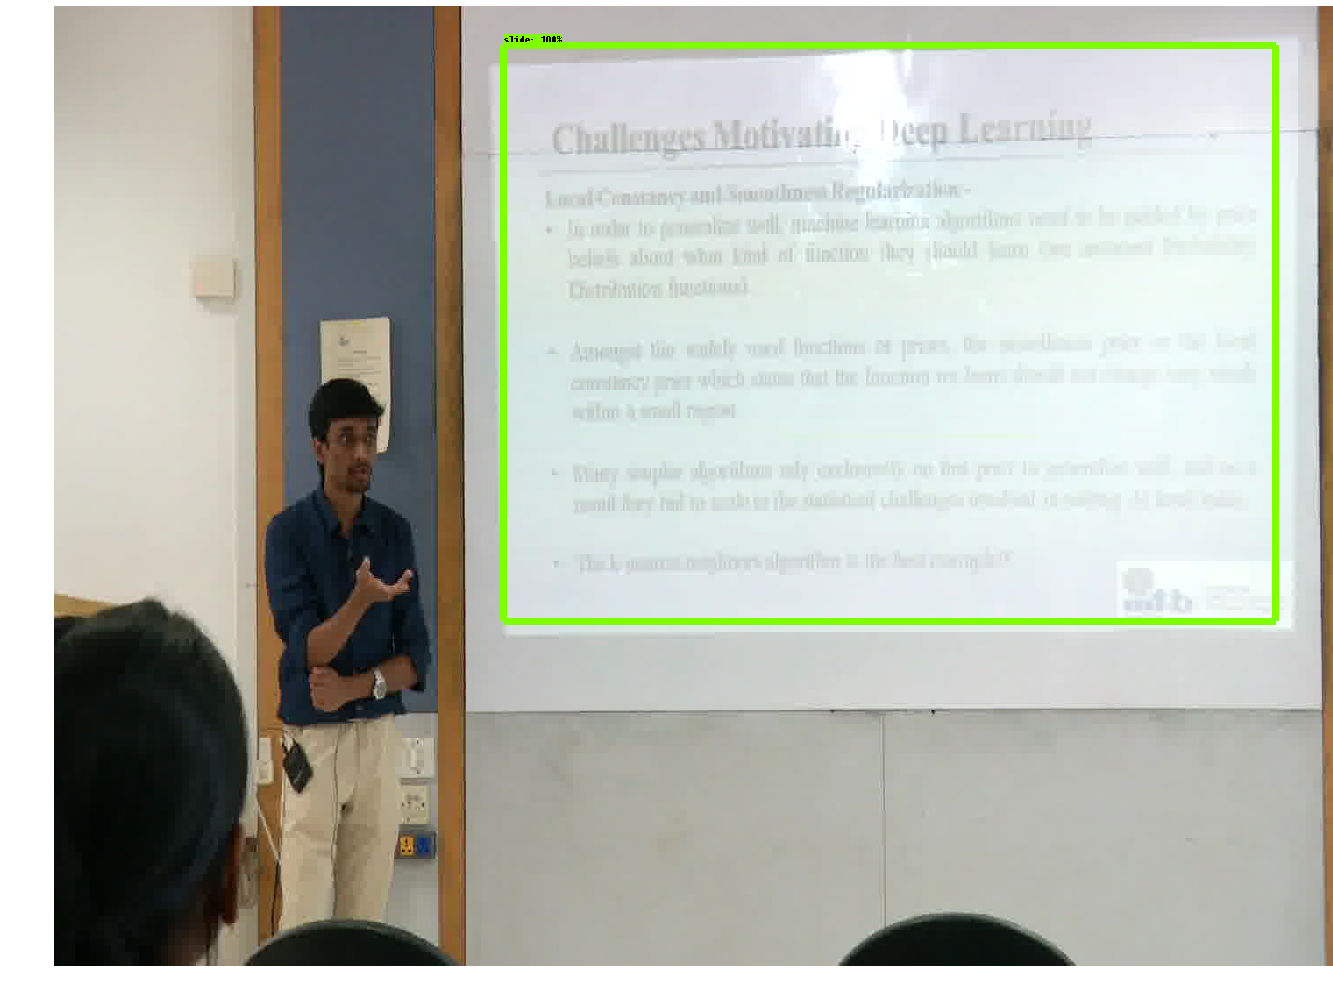 slide: 100%
Challenges Motivating Deep Learning
Local Constancy and Smoothness Regularization:-
• In order to generalize well, machine learning algorithms need to be guided by prior
beliefs about what kind of function they should learn
Distribution functions)
• Amongst the widely used functions or priors, the smoothness prior or the local
constancy prior which states that the function we learn should not change very much
within a small region
• Many simpler algorithms rely exclusively on this prior to generalize well, and as a
result they fail to scale to the statistical challenges involved in solving AI level tasks
• The k-nearest neighbors algorithm is the best example!!